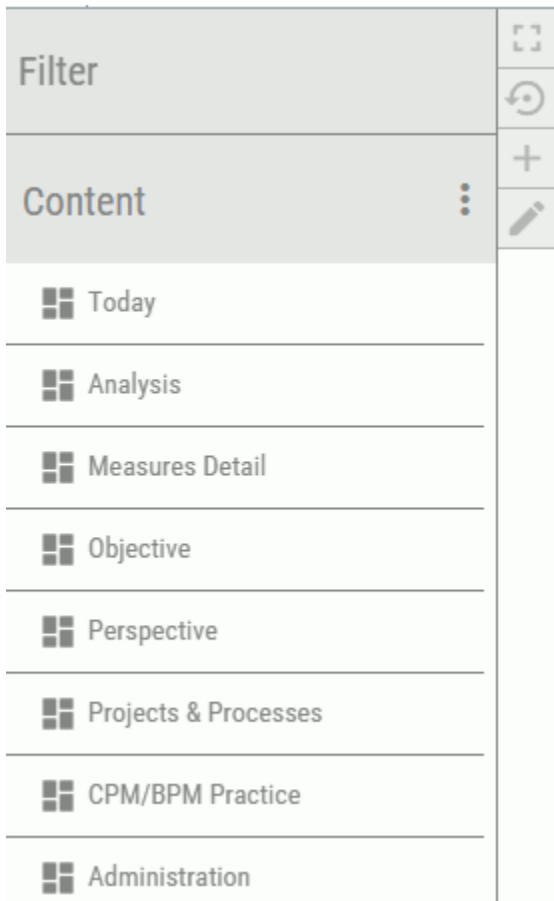 Filter
Content
Today
Analysis
Measures Detail
Objective
Perspective
Projects & Processes
CPM/BPM Practice
Administration